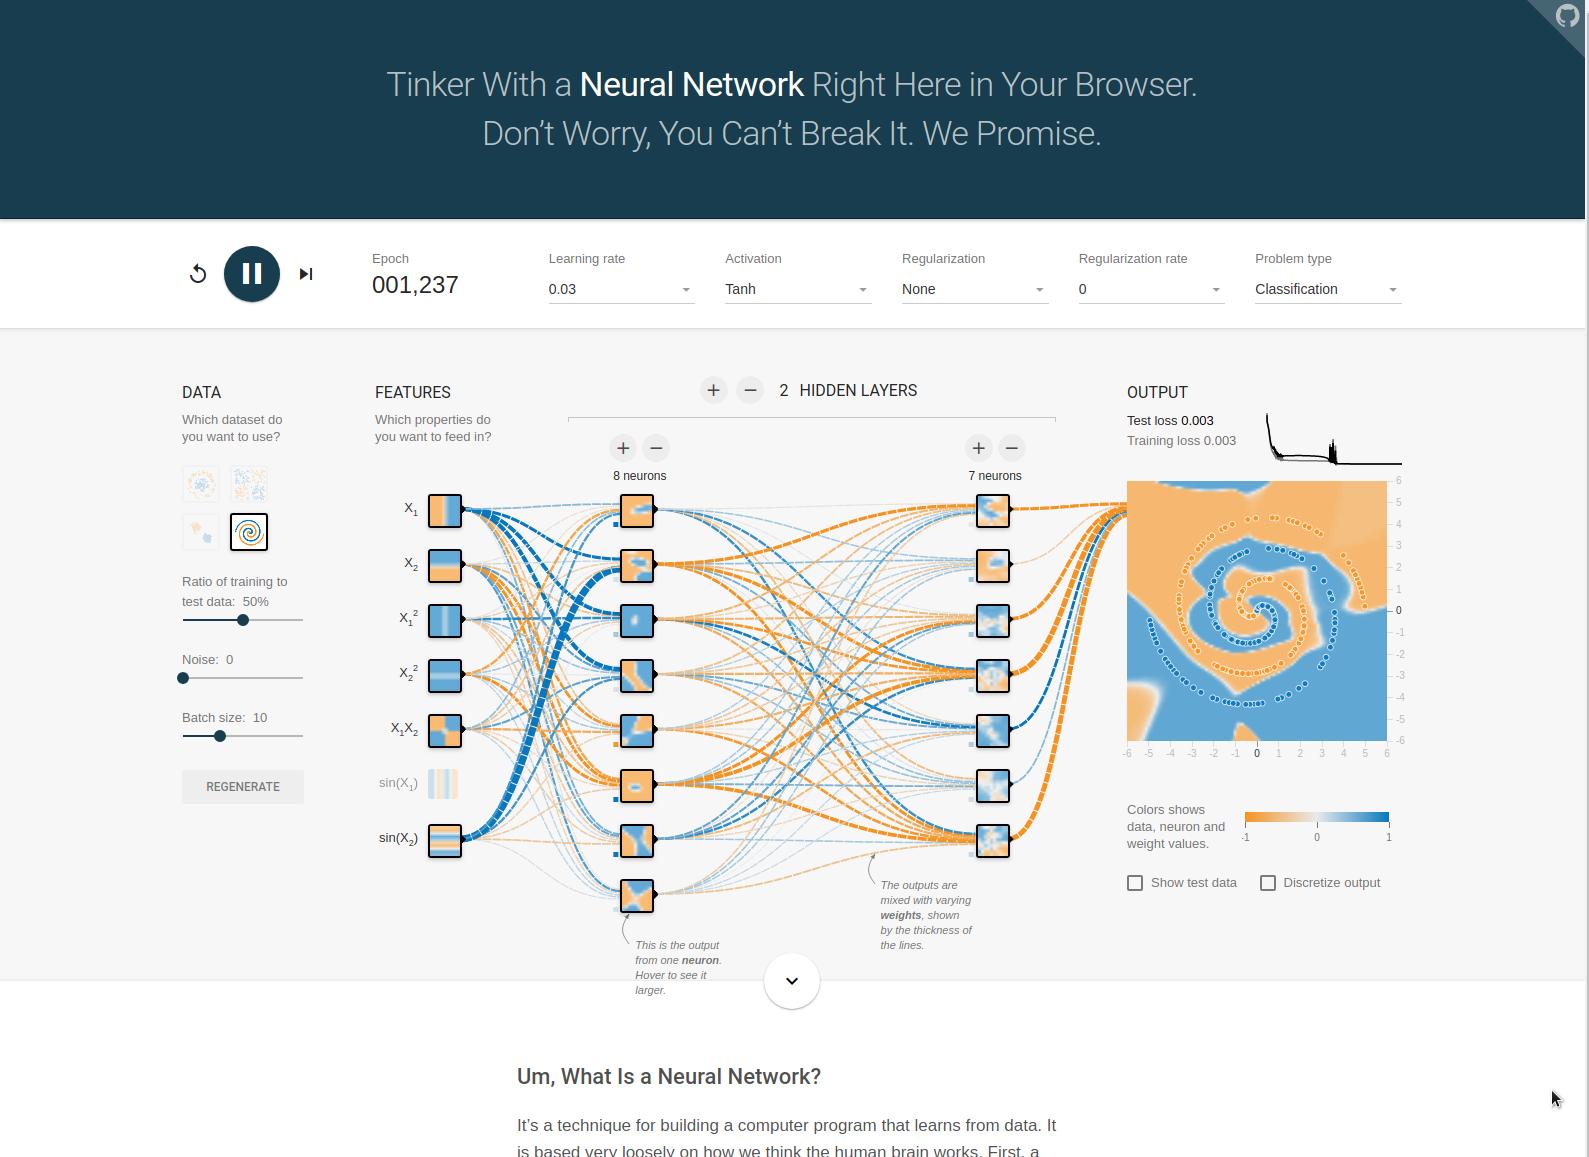 Tinker With a Neural Network Right Here in Your Browser.
Don't Worry, You Can't Break It. We Promise.
Epoch
001,237
Learning rate
0.03
Activation
Tanh
Regularization
None
Regularization rate
0
Problem type
Classification
DATA
Which dataset do
you want to use?
Ratio of training to
test data: 50%
Noise: 0
Batch size: 10
REGENERATE
FEATURES
Which properties do
you want to feed in?
X1
X2
X1²
X2²
X1X2
sin(X1)
sin(X2)
+ − 2 HIDDEN LAYERS
+ −
8 neurons
+ −
7 neurons
This is the output
from one neuron.
Hover to see it
larger.
The outputs are
mixed with varying
weights, shown
by the thickness of
the lines.
OUTPUT
Test loss 0.003
Training loss 0.003
6
5
4
3
2
1
0
-1
-2
-3
-4
-5
-6
-6 -5 -4 -3 -2 -1 0 1 2 3 4 5 6
Colors shows
data, neuron and
weight values.
-1 0 1
Show test data
Discretize output
Um, What Is a Neural Network?
It's a technique for building a computer program that learns from data. It
is based very loosely on how we think the human brain works. First, a